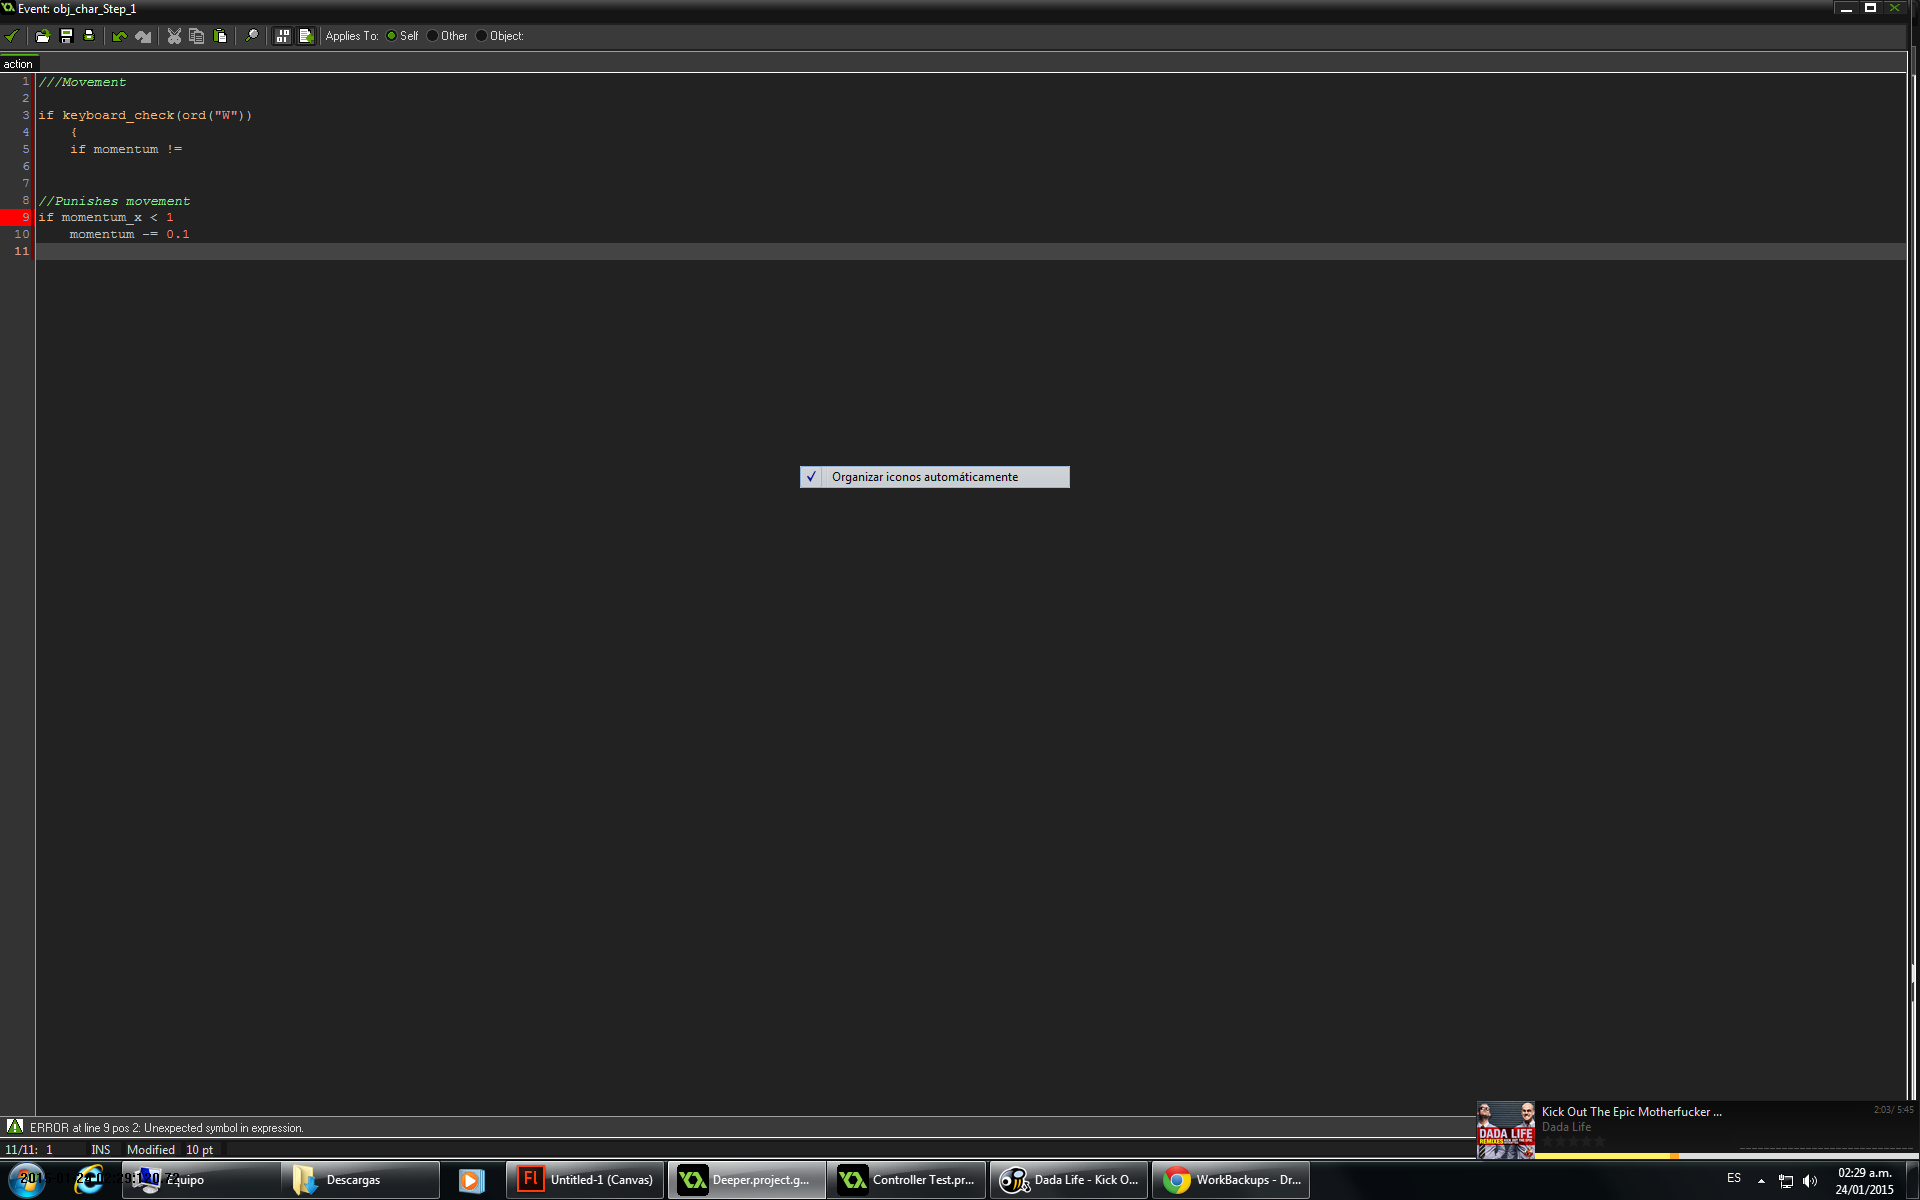 Event: obj_char_Step_1
Applies To: Self Other Object:
action
1 ///Movement
2
3 if keyboard_check(ord("W"))
4 {
5 if momentum !=
6
7
8 //Punishes movement
9 if momentum_x < 1
10 momentum -= 0.1
11
✓ Organizar iconos automáticamente
ERROR at line 9 pos 2: Unexpected symbol in expression.
11/11: 1 INS Modified 10 pt
Kick Out The Epic Motherfucker ...
2:03/ 5:45
Dada Life
DADA LIFE
Equipo
Descargas
Fl Untitled-1 (Canvas)
Deeper.project.g...
Controller Test.pr...
Dada Life - Kick O...
WorkBackups - Dr...
ES
02:29 a.m.
24/01/2015